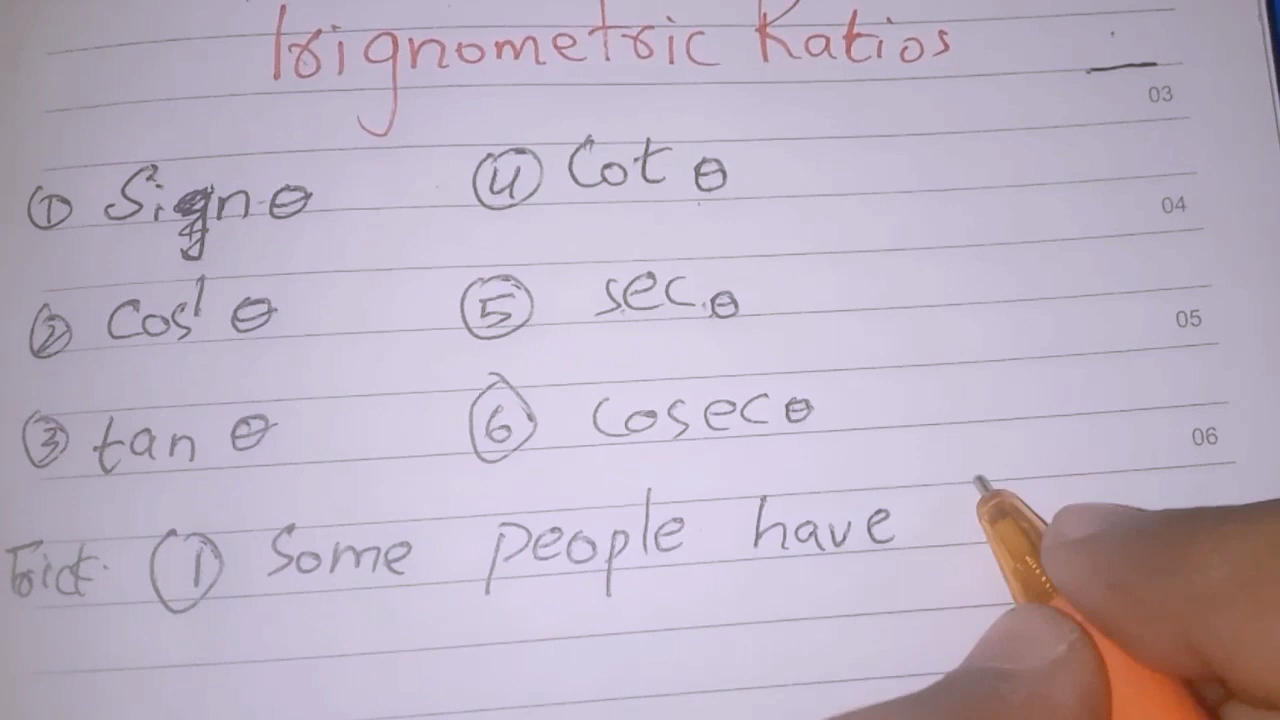 Trignometric Ratios
03
① Sign θ ④ Cot θ
04
② Cos θ ⑤ sec θ
05
③ tan θ ⑥ cosec θ
06
Trick ① Some people have